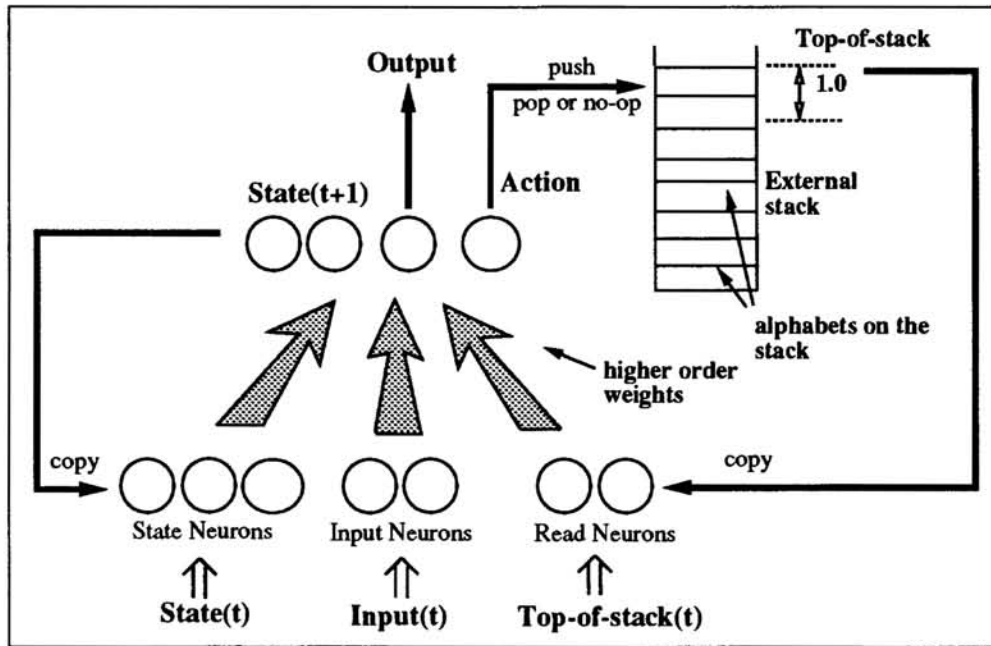 Top-of-stack
Output
push
1.0
pop or no-op
State(t+1)
Action
External
stack
alphabets on the
stack
higher order
weights
copy
copy
State Neurons
Input Neurons
Read Neurons
State(t)
Input(t)
Top-of-stack(t)